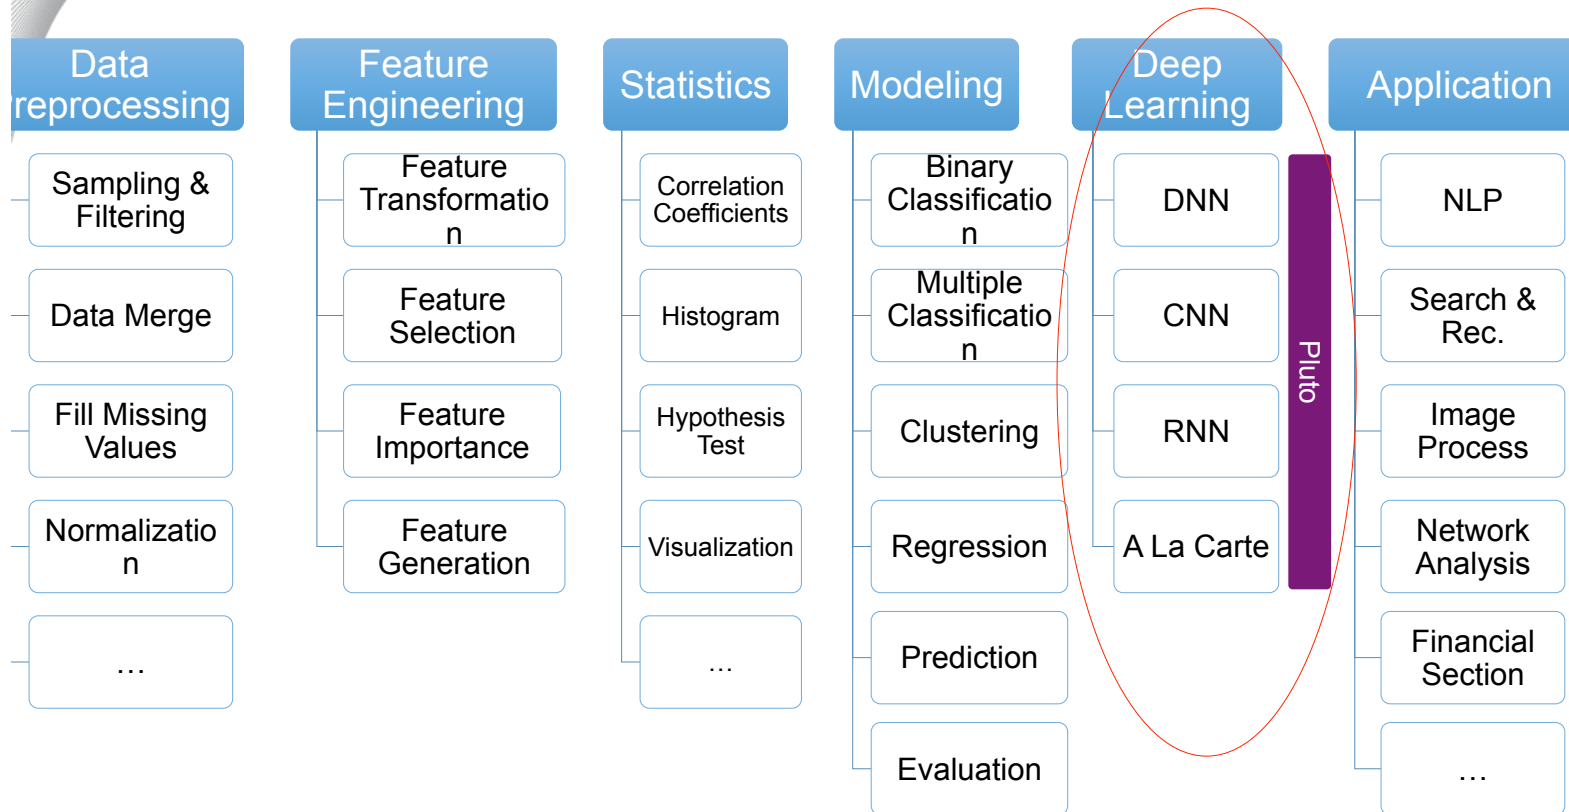 Data
Preprocessing
Sampling &
Filtering
Data Merge
Fill Missing
Values
Normalizatio
n
…
Feature
Engineering
Feature
Transformatio
n
Feature
Selection
Feature
Importance
Feature
Generation
Statistics
Correlation
Coefficients
Histogram
Hypothesis
Test
Visualization
…
Modeling
Binary
Classificatio
n
Multiple
Classificatio
n
Clustering
Regression
Prediction
Evaluation
Deep
Learning
DNN
CNN
RNN
A La Carte
Pluto
Application
NLP
Search &
Rec.
Image
Process
Network
Analysis
Financial
Section
…